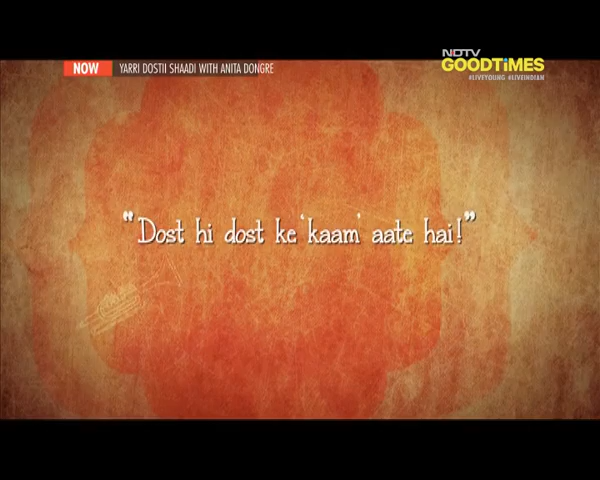 NDTV
NOW YARRI DOSTII SHAADI WITH ANITA DONGRE GOODTiMES
#LIVEYOUNG #LIVEINDIAN
"Dost hi dost ke 'kaam' aate hai!"